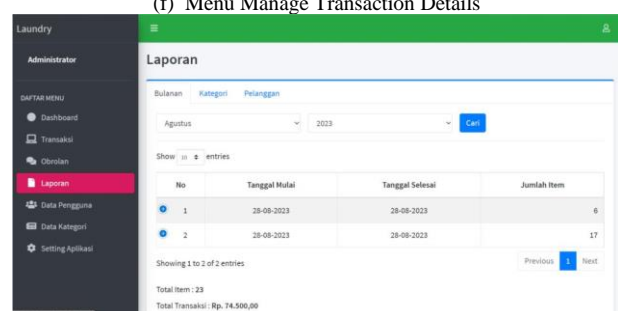 (f) Menu Manage Transaction Details
Laundry
Administrator
DAFTAR MENU
Dashboard
Transaksi
Obrolan
Laporan
Data Pengguna
Data Kategori
Setting Aplikasi
Laporan
Bulanan Kategori Pelanggan
Agustus 2023 Cari
Show 10 entries
No Tanggal Mulai Tanggal Selesai Jumlah Item
1 28-08-2023 28-08-2023 6
2 28-08-2023 28-08-2023 17
Showing 1 to 2 of 2 entries
Previous 1 Next
Total Item : 23
Total Transaksi : Rp. 74.500,00